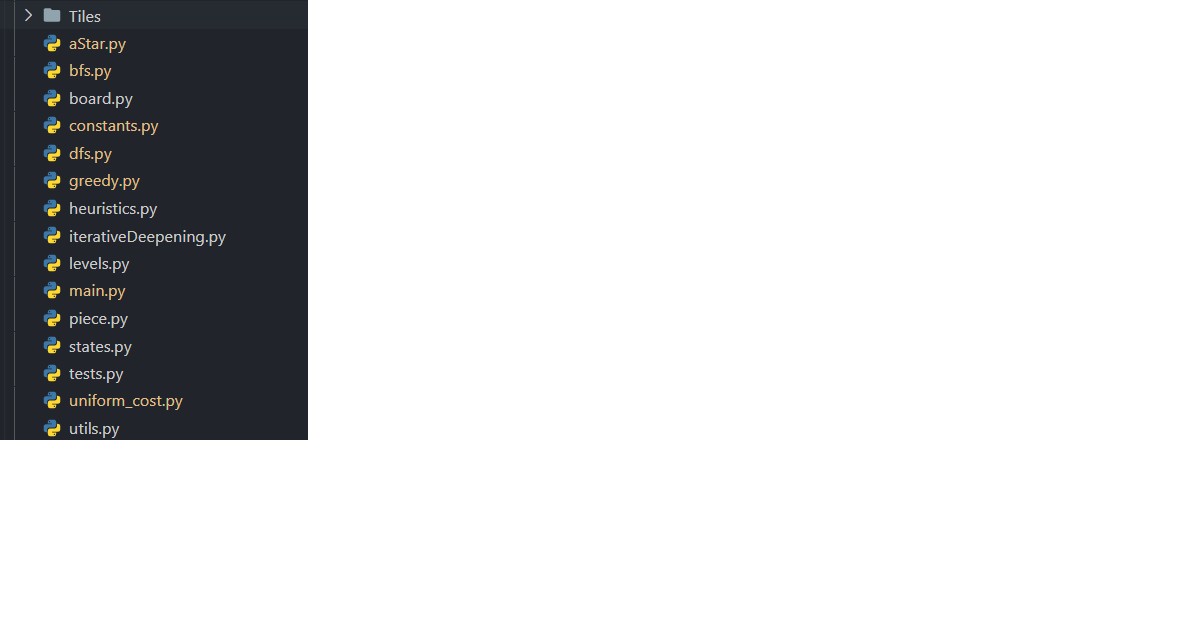 Tiles
aStar.py
bfs.py
board.py
constants.py
dfs.py
greedy.py
heuristics.py
iterativeDeepening.py
levels.py
main.py
piece.py
states.py
tests.py
uniform_cost.py
utils.py